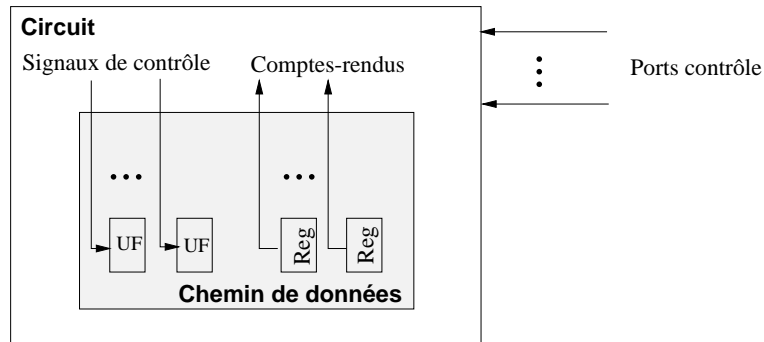 Circuit
Signaux de contrôle
Comptes-rendus
Ports contrôle
UF
UF
Reg
Reg
Chemin de données